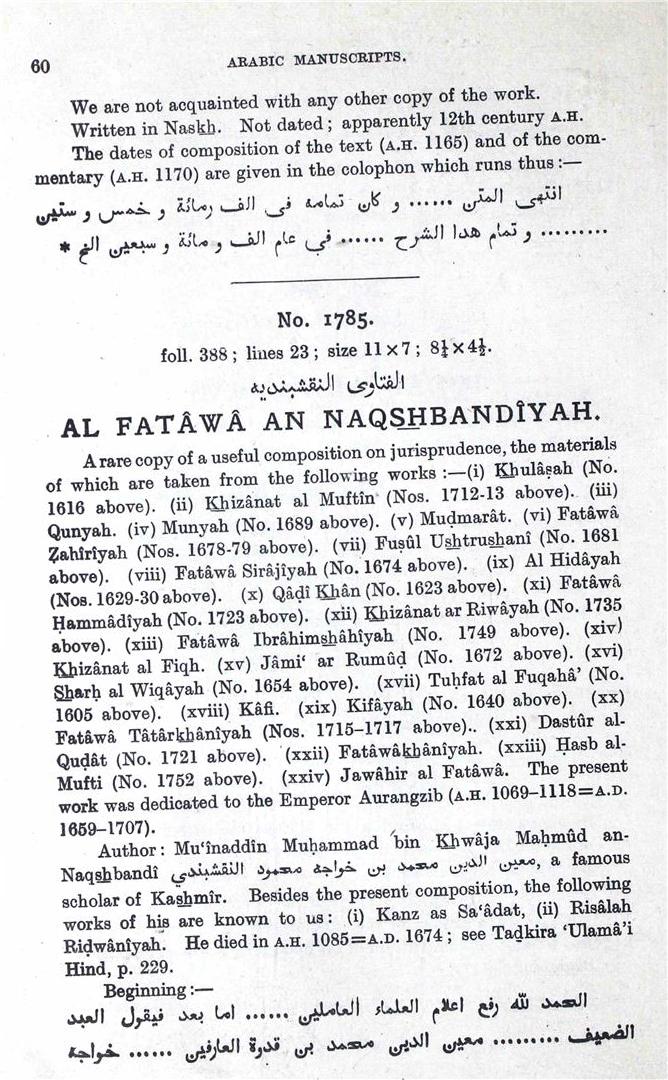 60
ARABIC MANUSCRIPTS.
We are not acquainted with any other copy of the work.
Written in Naskh. Not dated; apparently 12th century A.H.
The dates of composition of the text (A.H. 1165) and of the com-
mentary (A.H. 1170) are given in the colophon which runs thus:—
انتهى المتن ...... و كان تمامه فى الف رمائة و خمس و ستين
......... و تمام هدا الشرح ...... فى عام الف و مائة و سبعين الخ *
No. 1785.
foll. 388; lines 23; size 11 × 7; 8½ × 4½.
الفتاوى النقشبنديه
AL FATÂWÂ AN NAQSHBANDÎYAH.
A rare copy of a useful composition on jurisprudence, the materials
of which are taken from the following works:—(i) Khulâṣah (No.
1616 above). (ii) Khizânat al Muftîn (Nos. 1712-13 above). (iii)
Qunyah. (iv) Munyah (No. 1689 above). (v) Muḍmarât. (vi) Fatâwâ
Ẓahîrîyah (Nos. 1678-79 above). (vii) Fuṣûl Ushtrushanî (No. 1681
above). (viii) Fatâwâ Sirâjîyah (No. 1674 above). (ix) Al Hidâyah
(Nos. 1629-30 above). (x) Qâḍî Khân (No. 1623 above). (xi) Fatâwâ
Ḥammâdîyah (No. 1723 above). (xii) Khizânat ar Riwâyah (No. 1735
above). (xiii) Fatâwâ Ibrâhimshâhîyah (No. 1749 above). (xiv)
Khizânat al Fiqh. (xv) Jâmi‘ ar Rumûḍ (No. 1672 above). (xvi)
Sharḥ al Wiqâyah (No. 1654 above). (xvii) Tuḥfat al Fuqahâ’ (No.
1605 above). (xviii) Kâfi. (xix) Kifâyah (No. 1640 above). (xx)
Fatâwâ Tâtârkhânîyah (Nos. 1715–1717 above).. (xxi) Dastûr al-
Quḍât (No. 1721 above). (xxii) Fatâwâkhânîyah. (xxiii) Ḥasb al-
Mufti (No. 1752 above). (xxiv) Jawâhir al Fatâwâ. The present
work was dedicated to the Emperor Aurangzib (A.H. 1069–1118=A.D.
1659–1707).
Author: Mu‘înaddîn Muḥammad bin Khwâja Maḥmûd an-
Naqshbandî معين الدين محمد بن خواجه محمود النقشبندي, a famous
scholar of Kashmîr. Besides the present composition, the following
works of his are known to us: (i) Kanz as Sa‘âdat, (ii) Risâlah
Riḍwânîyah. He died in A.H. 1085=A.D. 1674; see Taḍkira ‘Ulamâ’i
Hind, p. 229.
Beginning:—
الحمد لله رفع اعلام العلماء العاملين ...... اما بعد فيقول العبد
الضعيف ......... معين الدين محمد بن قدوة العارفين ...... خواجه